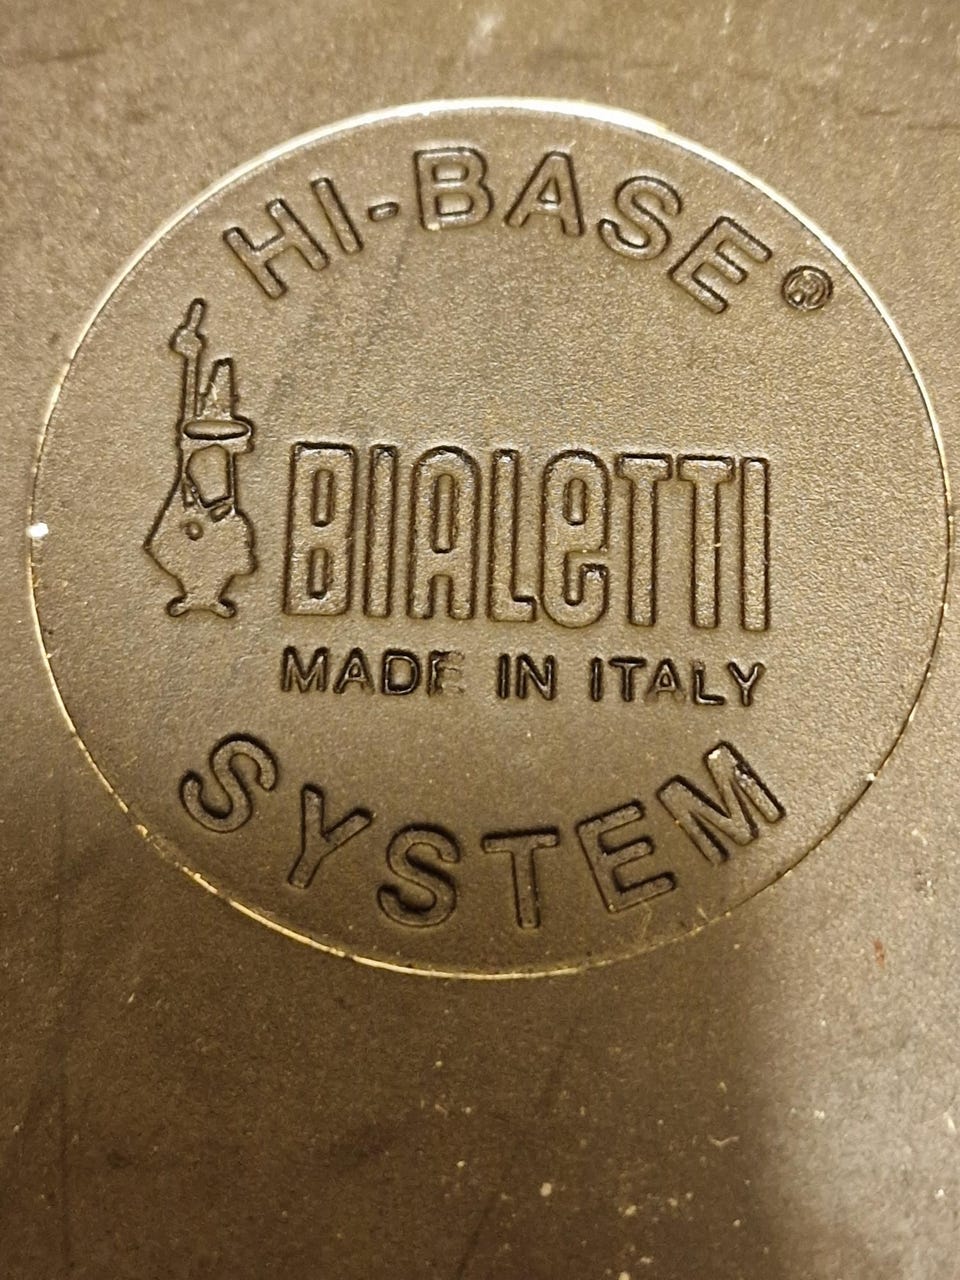 HI-BASE®
BIALETTI
MADE IN ITALY
SYSTEM